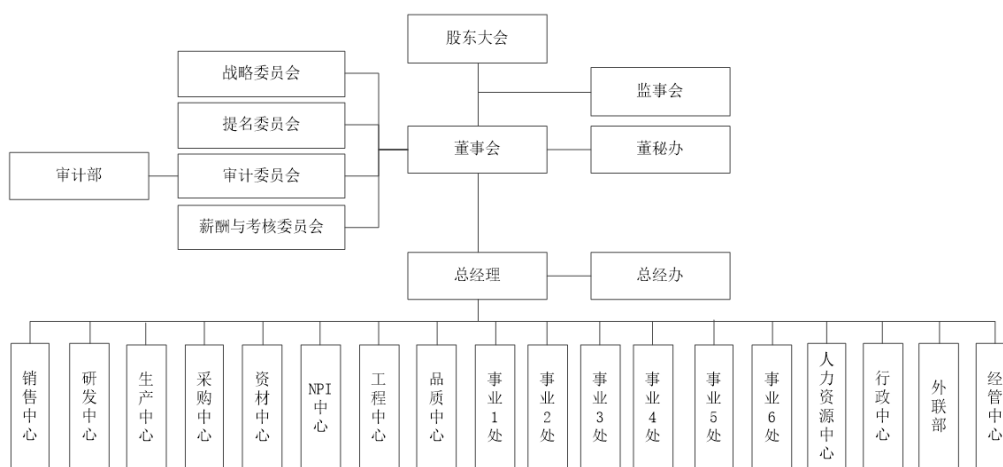 股东大会
战略委员会
监事会
提名委员会
董事会
董秘办
审计部
审计委员会
薪酬与考核委员会
总经理
总经办
销售中心
研发中心
生产中心
采购中心
资材中心
NPI中心
工程中心
品质中心
事业1处
事业2处
事业3处
事业4处
事业5处
事业6处
人力资源中心
行政中心
外联部
经管中心